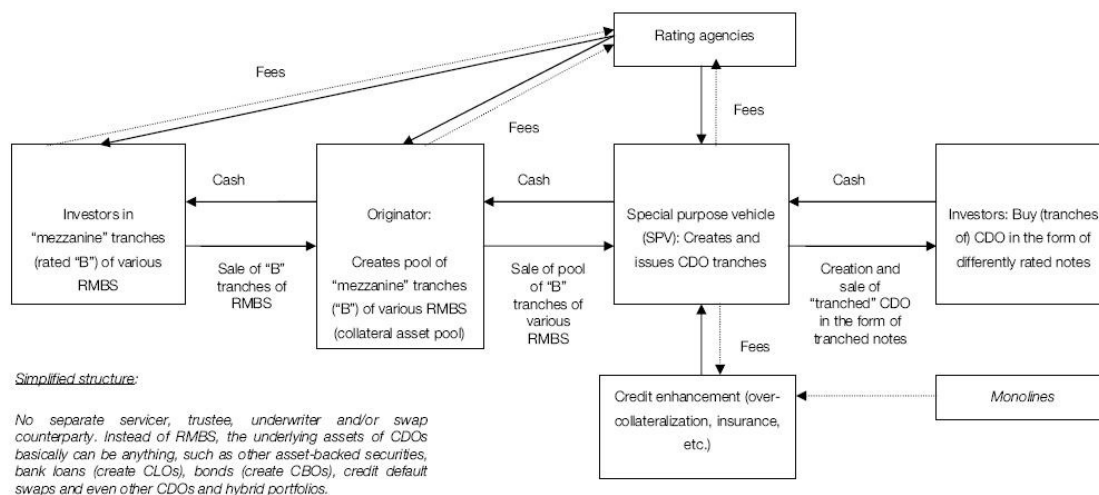 Rating agencies
Fees
Fees
Fees
Investors in
“mezzanine” tranches
(rated “B”) of various
RMBS
Cash
Sale of “B”
tranches of
RMBS
Originator:
Creates pool of
“mezzanine” tranches
(“B”) of various RMBS
(collateral asset pool)
Cash
Sale of pool
of “B”
tranches of
various
RMBS
Special purpose vehicle
(SPV): Creates and
issues CDO tranches
Cash
Creation and
sale of
“tranched” CDO
in the form of
tranched notes
Investors: Buy (tranches
of) CDO in the form of
differently rated notes
Fees
Credit enhancement (over-
collateralization, insurance,
etc.)
Monolines
Simplified structure:
No separate servicer, trustee, underwriter and/or swap
counterparty. Instead of RMBS, the underlying assets of CDOs
basically can be anything, such as other asset-backed securities,
bank loans (create CLOs), bonds (create CBOs), credit default
swaps and even other CDOs and hybrid portfolios.